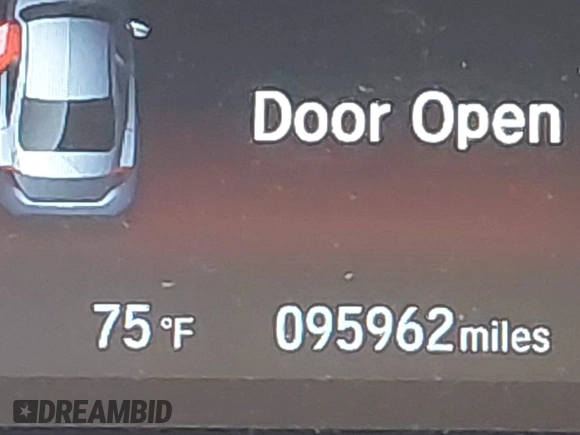 Door Open
75 °F 095962 miles
DREAMBID